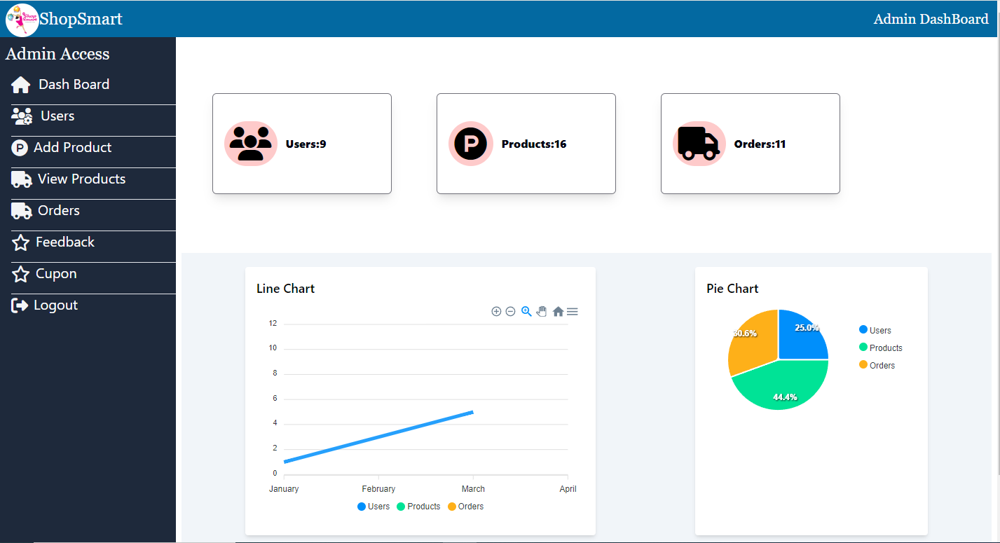 ShopSmart
Admin DashBoard
Admin Access
Dash Board
Users
Add Product
View Products
Orders
Feedback
Cupon
Logout
Users:9
P Products:16
Orders:11
Line Chart
12
10
8
6
4
2
0
January February March April
Users Products Orders
Pie Chart
25.0%
30.6%
44.4%
Users
Products
Orders